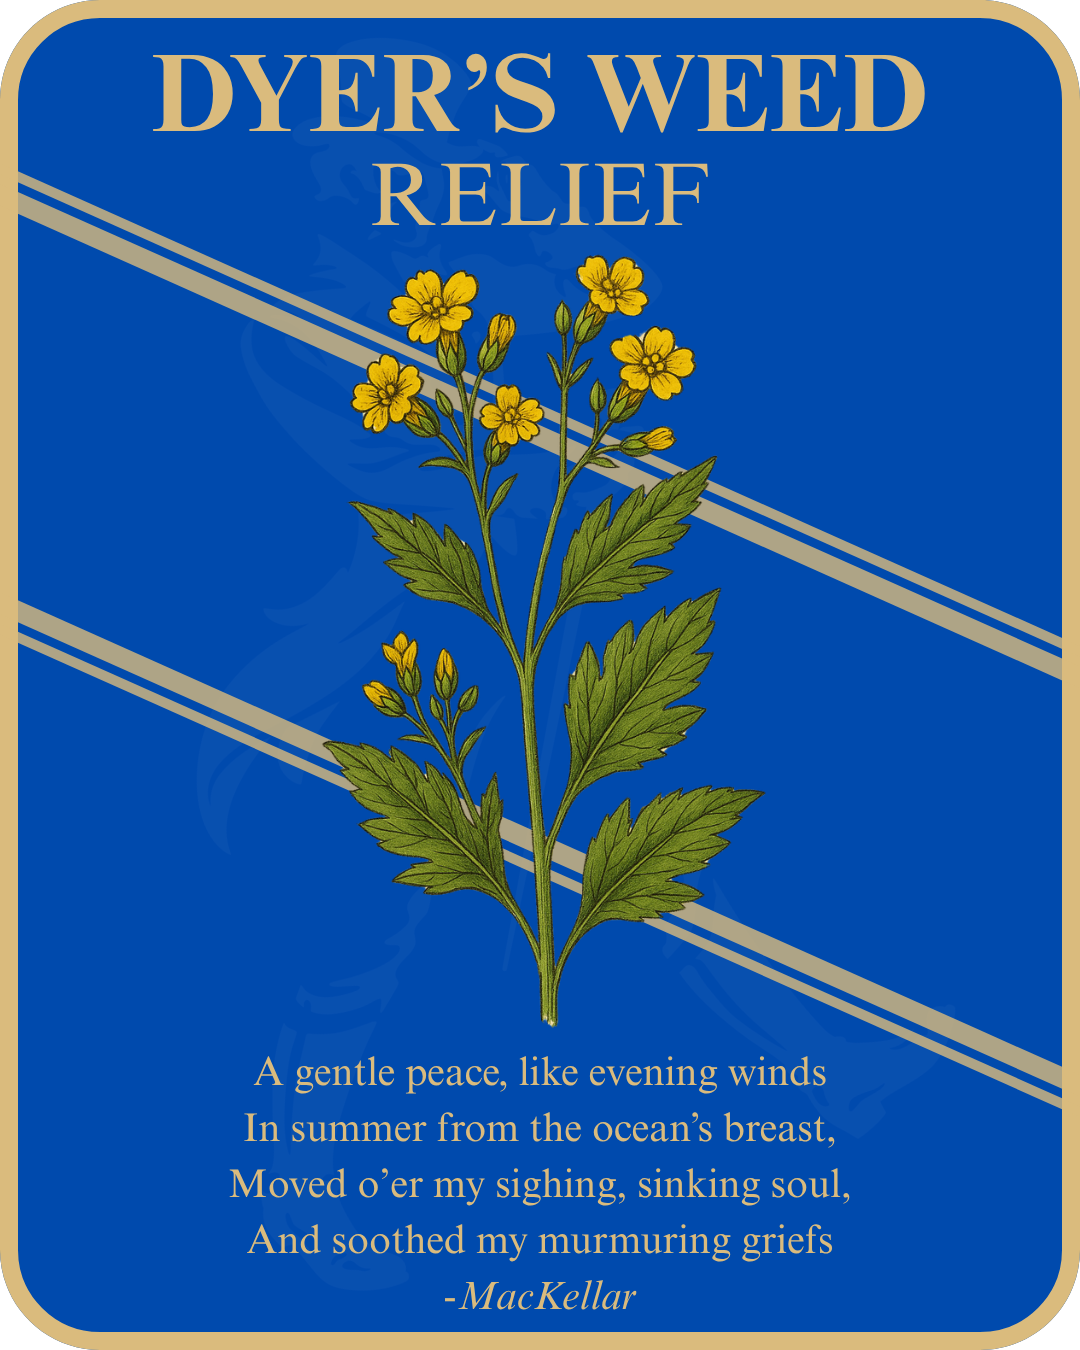 DYER’S WEED
RELIEF
A gentle peace, like evening winds
In summer from the ocean’s breast,
Moved o’er my sighing, sinking soul,
And soothed my murmuring griefs
-MacKellar